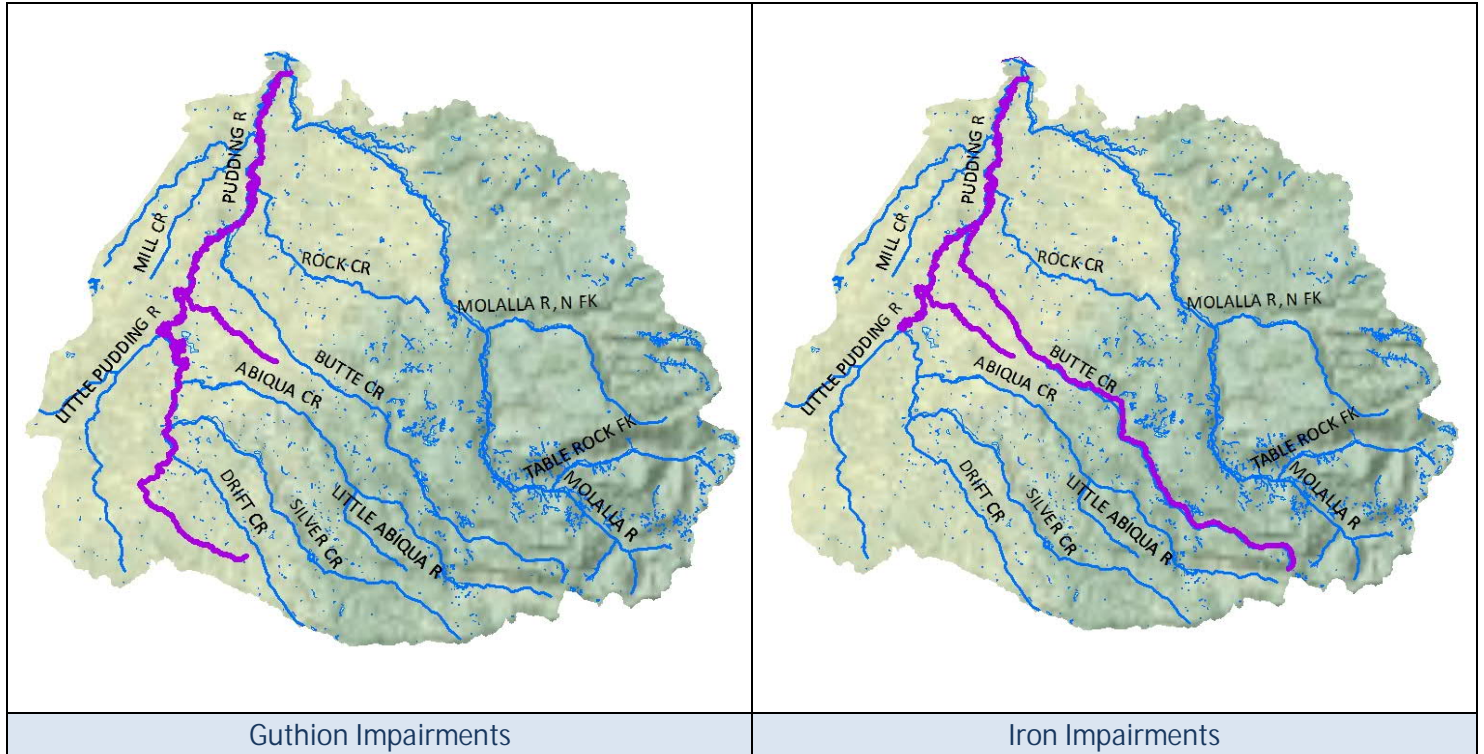 PUDDING R
MILL CR
ROCK CR
MOLALLA R, N FK
LITTLE PUDDING R
BUTTE CR
ABIQUA CR
TABLE ROCK FK
MOLALLA R
LITTLE ABIQUA R
SILVER CR
DRIFT CR
Guthion Impairments
PUDDING R
MILL CR
ROCK CR
MOLALLA R, N FK
LITTLE PUDDING R
BUTTE CR
ABIQUA CR
TABLE ROCK FK
MOLALLA R
LITTLE ABIQUA R
SILVER CR
DRIFT CR
Iron Impairments